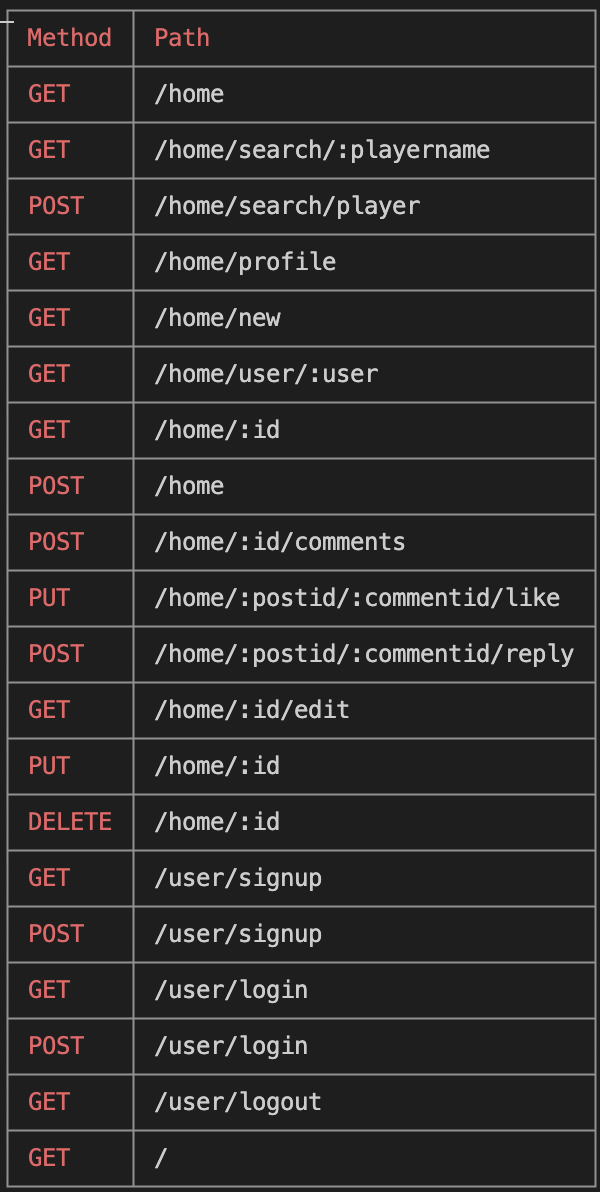 Method Path
GET /home
GET /home/search/:playername
POST /home/search/player
GET /home/profile
GET /home/new
GET /home/user/:user
GET /home/:id
POST /home
POST /home/:id/comments
PUT /home/:postid/:commentid/like
POST /home/:postid/:commentid/reply
GET /home/:id/edit
PUT /home/:id
DELETE /home/:id
GET /user/signup
POST /user/signup
GET /user/login
POST /user/login
GET /user/logout
GET /